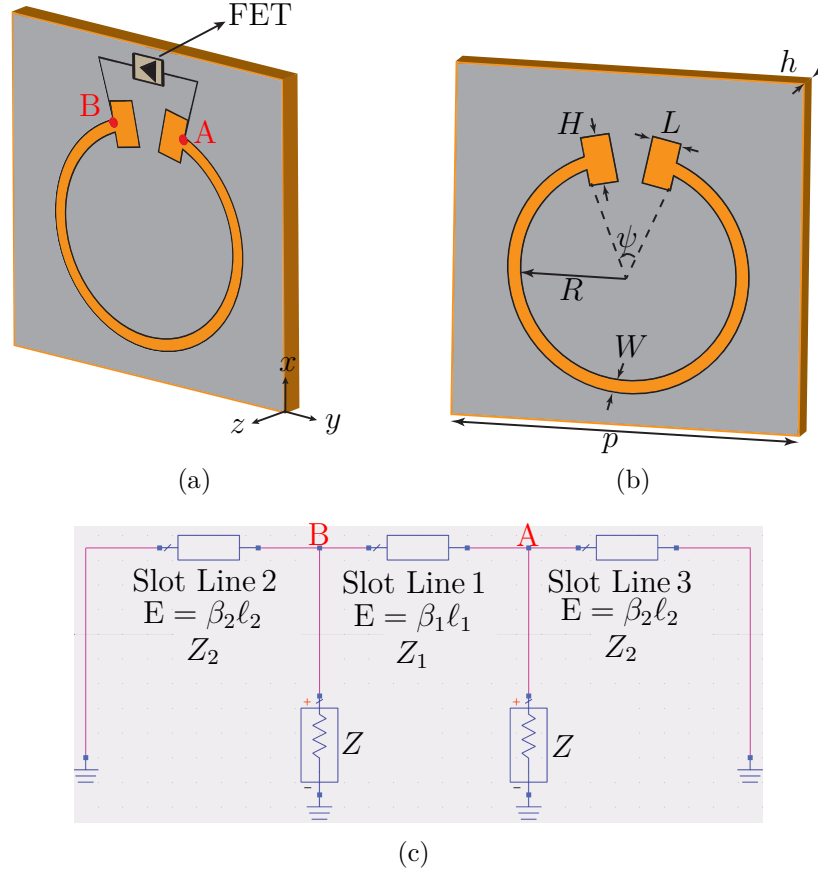 FET
B
A
x
z
y
(a)
h
H
L
ψ
R
W
p
(b)
B
A
Slot Line 2
E = β₂ℓ₂
Z₂
Slot Line 1
E = β₁ℓ₁
Z₁
Slot Line 3
E = β₂ℓ₂
Z₂
+
Z
-
+
Z
-
(c)